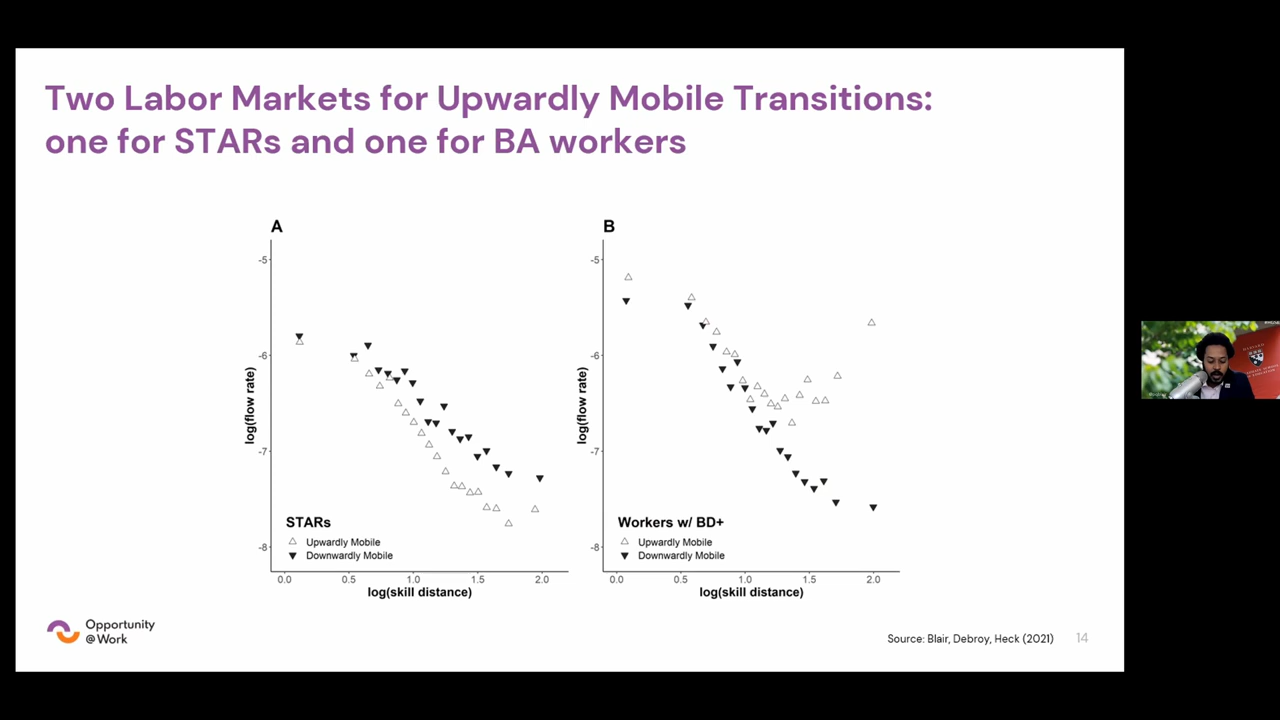 Two Labor Markets for Upwardly Mobile Transitions:
one for STARs and one for BA workers
A
-5
-6
-7
-8
log(flow rate)
STARs
Upwardly Mobile
Downwardly Mobile
0.0 0.5 1.0 1.5 2.0
log(skill distance)
B
-5
-6
-7
-8
log(flow rate)
Workers w/ BD+
Upwardly Mobile
Downwardly Mobile
0.0 0.5 1.0 1.5 2.0
log(skill distance)
Opportunity
@Work
Source: Blair, Debroy, Heck (2021)
14
HARVARD